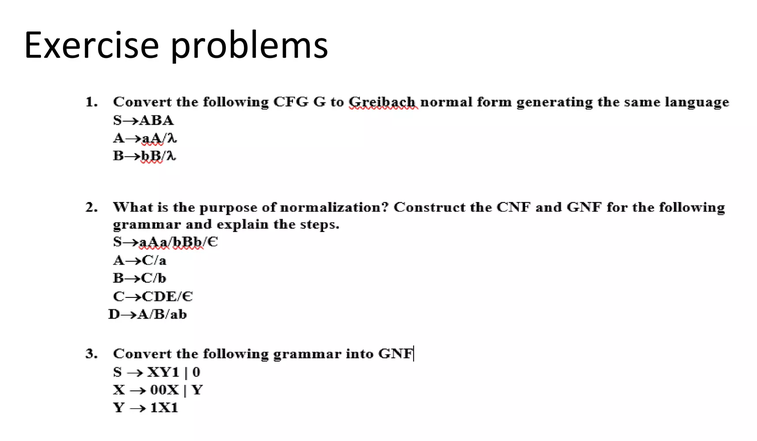 Exercise problems
1. Convert the following CFG G to Greibach normal form generating the same language
S→ABA
A→aA/λ
B→bB/λ
2. What is the purpose of normalization? Construct the CNF and GNF for the following
grammar and explain the steps.
S→aAa/bBb/Є
A→C/a
B→C/b
C→CDE/Є
D→A/B/ab
3. Convert the following grammar into GNF
S → XY1 | 0
X → 00X | Y
Y → 1X1